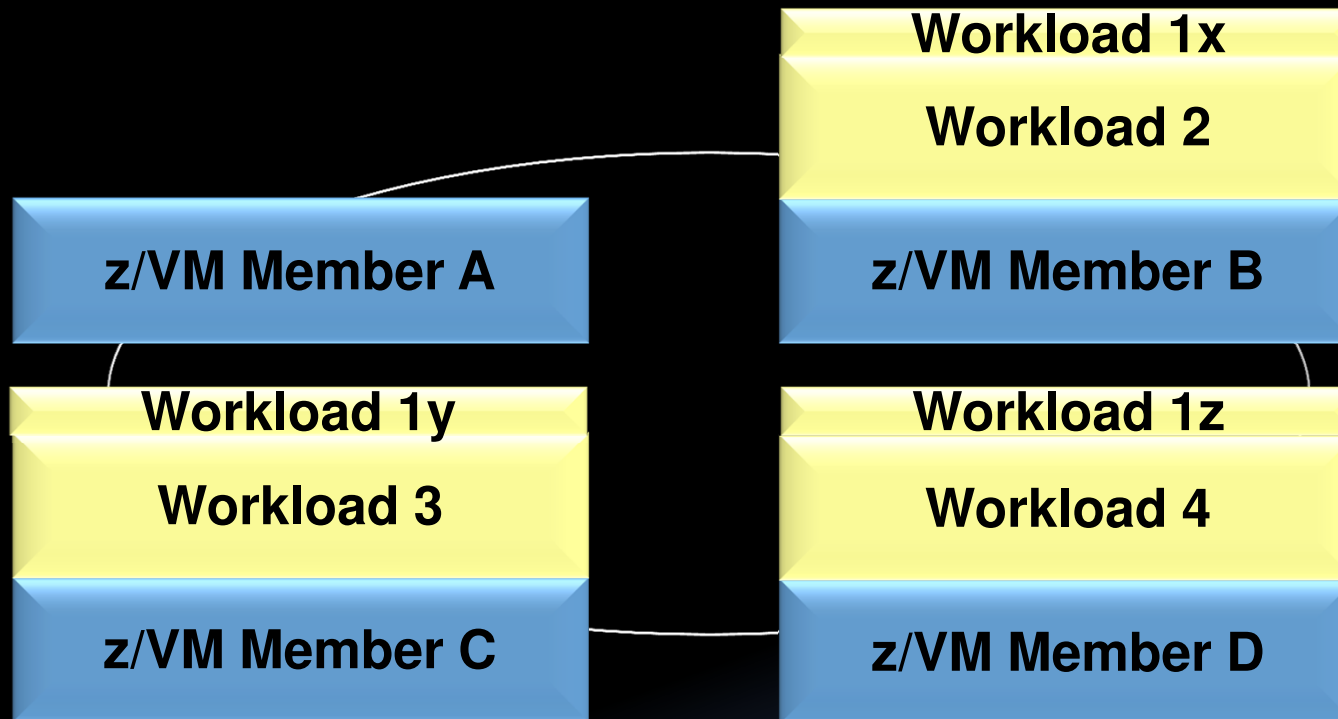 Workload 1x
Workload 2
z/VM Member A
z/VM Member B
Workload 1y
Workload 1z
Workload 3
Workload 4
z/VM Member C
z/VM Member D